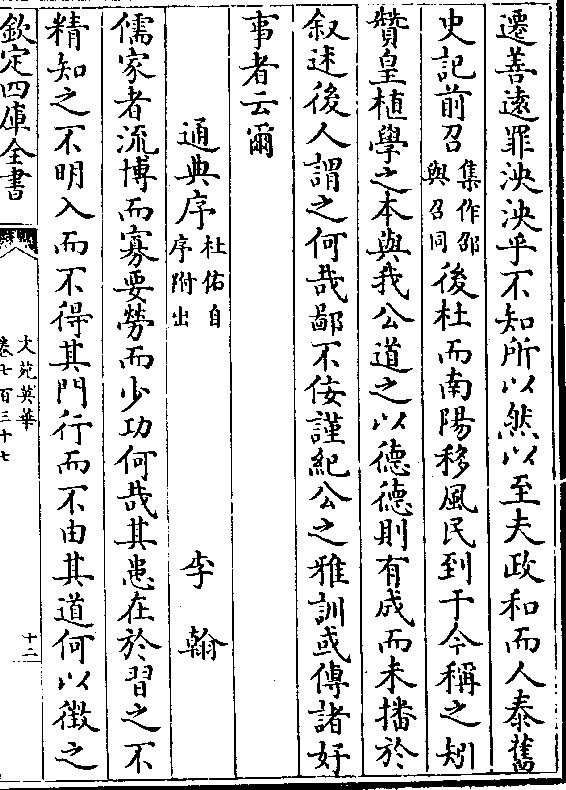 遷善遠罪泱泱乎不知所以然以至夫政和而人泰舊
史記前召集作邵與召同後杜而南陽移風民到于今稱之矧
贊皇植學之本與我公道之以德德則有成而未播於
叙述後人謂之何哉鄙不佞謹紀公之雅訓或傳諸好
事者云爾
通典序杜佑自序附出　李翰
儒家者流博而寡要勞而少功何哉其患在於習之不
精知之不明入而不得其門行而不由其道何以徵之
欽定四庫全書
文苑英華
卷七百三十七
十二